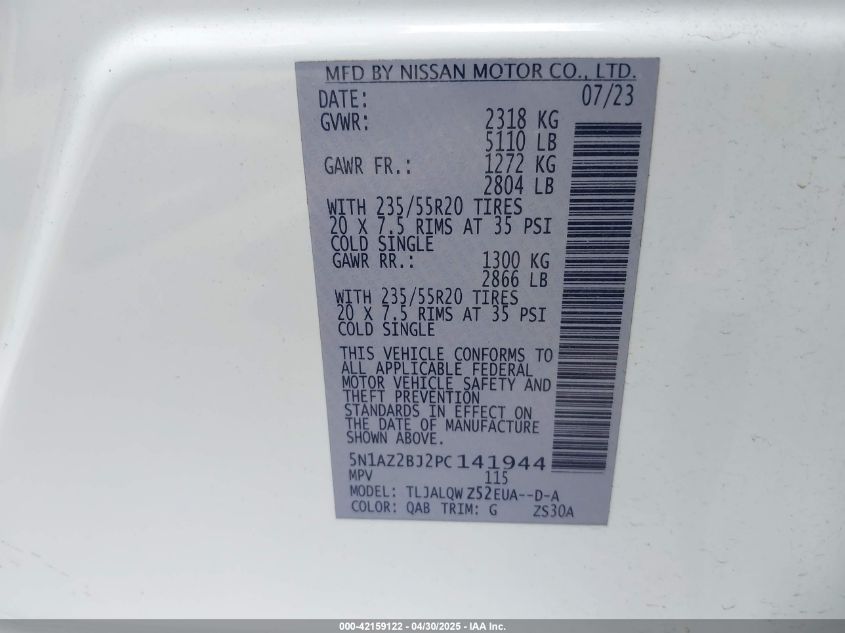 MFD BY NISSAN MOTOR CO., LTD.
DATE: 07/23
GVWR: 2318 KG
5110 LB
GAWR FR.: 1272 KG
2804 LB
WITH 235/55R20 TIRES
20 X 7.5 RIMS AT 35 PSI
COLD SINGLE
GAWR RR.: 1300 KG
2866 LB
WITH 235/55R20 TIRES
20 X 7.5 RIMS AT 35 PSI
COLD SINGLE
THIS VEHICLE CONFORMS TO
ALL APPLICABLE FEDERAL
MOTOR VEHICLE SAFETY AND
THEFT PREVENTION
STANDARDS IN EFFECT ON
THE DATE OF MANUFACTURE
SHOWN ABOVE.
5N1AZ2BJ2PC141944
MPV 115
MODEL: TLJALQW Z52EUA--D-A
COLOR: QAB TRIM: G ZS30A
000-42159122 - 04/30/2025 - IAA Inc.